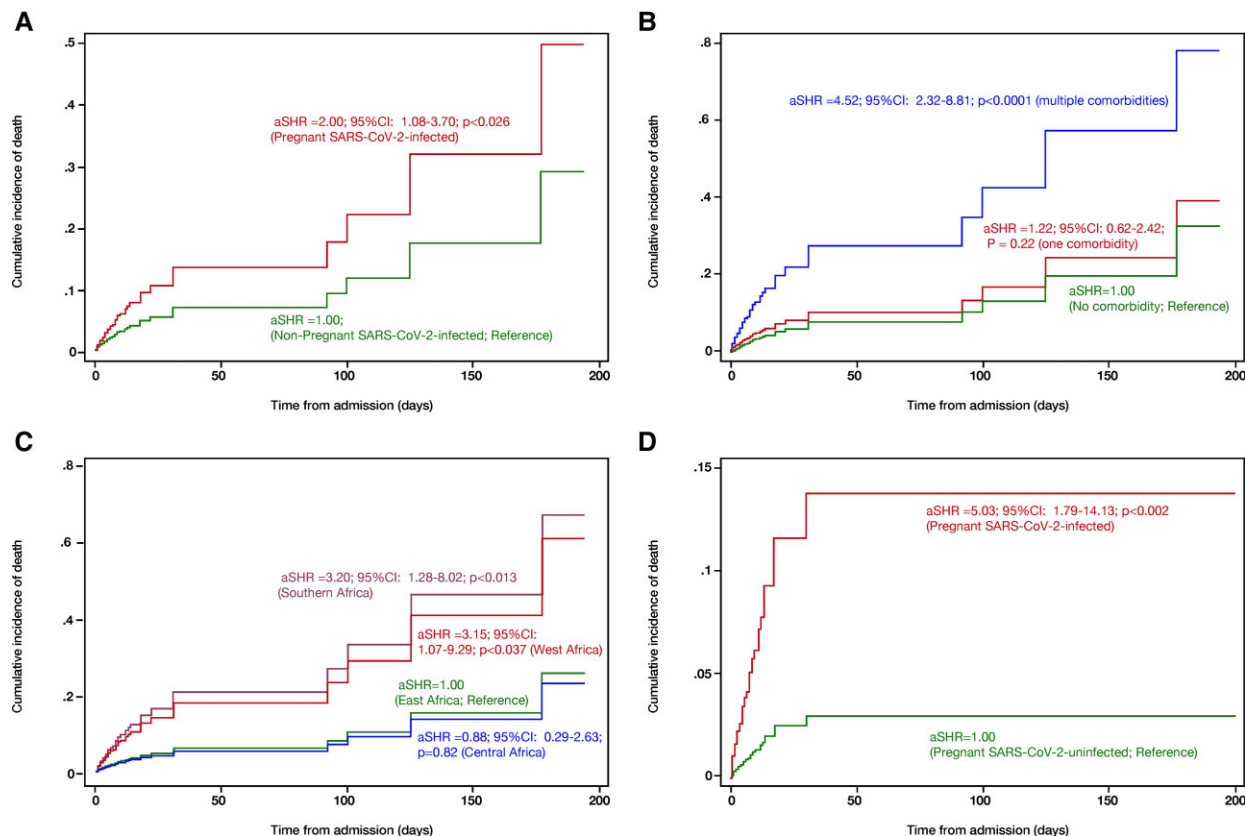 A
Cumulative incidence of death
.5
.4
.3
.2
.1
0
aSHR =2.00; 95%CI: 1.08-3.70; p<0.026
(Pregnant SARS-CoV-2-infected)
aSHR =1.00;
(Non-Pregnant SARS-CoV-2-infected; Reference)
0 50 100 150 200
Time from admission (days)
B
Cumulative incidence of death
.8
.6
.4
.2
0
aSHR =4.52; 95%CI: 2.32-8.81; p<0.0001 (multiple comorbidities)
aSHR =1.22; 95%CI: 0.62-2.42;
P = 0.22 (one comorbidity)
aSHR=1.00
(No comorbidity; Reference)
0 50 100 150 200
Time from admission (days)
C
Cumulative incidence of death
.8
.6
.4
.2
0
aSHR =3.20; 95%CI: 1.28-8.02; p<0.013
(Southern Africa)
aSHR =3.15; 95%CI:
1.07-9.29; p<0.037 (West Africa)
aSHR=1.00
(East Africa; Reference)
aSHR =0.88; 95%CI: 0.29-2.63;
p=0.82 (Central Africa)
0 50 100 150 200
Time from admission (days)
D
Cumulative incidence of death
.15
.1
.05
0
aSHR =5.03; 95%CI: 1.79-14.13; p<0.002
(Pregnant SARS-CoV-2-infected)
aSHR=1.00
(Pregnant SARS-CoV-2-uninfected; Reference)
0 50 100 150 200
Time from admission (days)